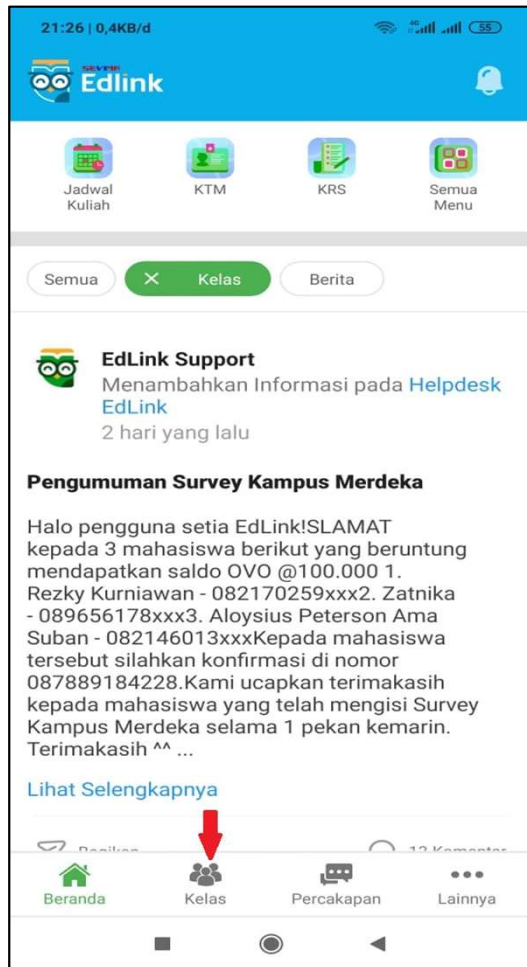 21:26 | 0,4KB/d
4G
55
SEVIMA
Edlink
Jadwal
Kuliah
KTM
KRS
Semua
Menu
Semua
Kelas
Berita
EdLink Support
Menambahkan Informasi pada Helpdesk
EdLink
2 hari yang lalu
Pengumuman Survey Kampus Merdeka
Halo pengguna setia EdLink!SLAMAT
kepada 3 mahasiswa berikut yang beruntung
mendapatkan saldo OVO @100.000 1.
Rezky Kurniawan - 082170259xxx2. Zatnika
- 089656178xxx3. Aloysius Peterson Ama
Suban - 082146013xxxKepada mahasiswa
tersebut silahkan konfirmasi di nomor
087889184228.Kami ucapkan terimakasih
kepada mahasiswa yang telah mengisi Survey
Kampus Merdeka selama 1 pekan kemarin.
Terimakasih ^^ ...
Lihat Selengkapnya
Bagikan
12 Komentar
Beranda
Kelas
Percakapan
Lainnya